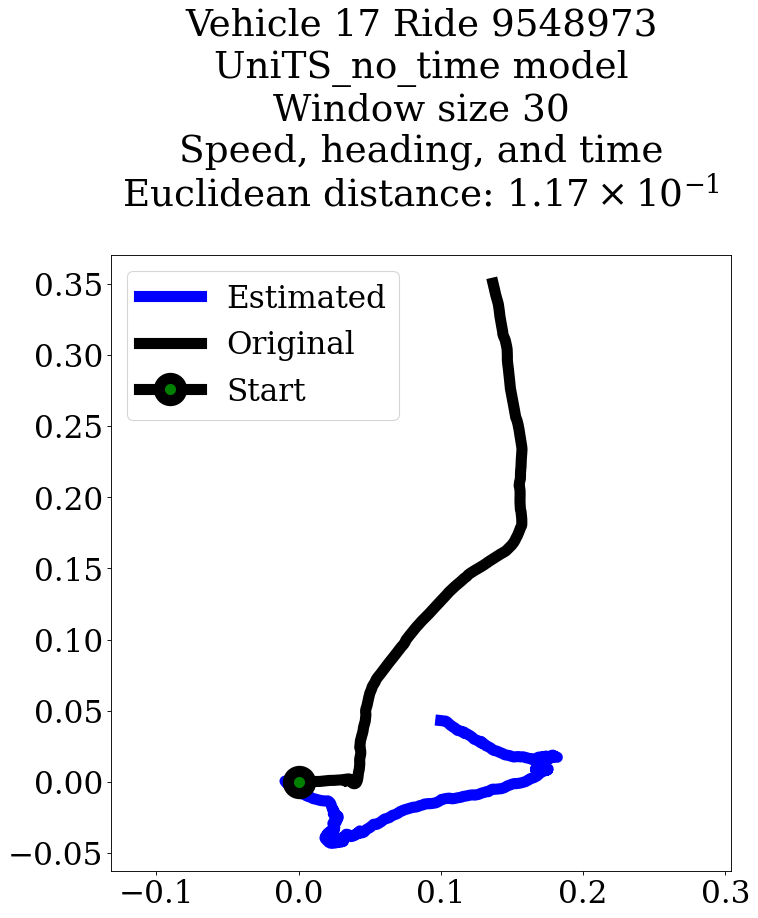 Vehicle 17 Ride 9548973
UniTS_no_time model
Window size 30
Speed, heading, and time
Euclidean distance: 1.17 × 10⁻¹
0.35
0.30
0.25
0.20
0.15
0.10
0.05
0.00
−0.05
Estimated
Original
Start
−0.1
0.0
0.1
0.2
0.3